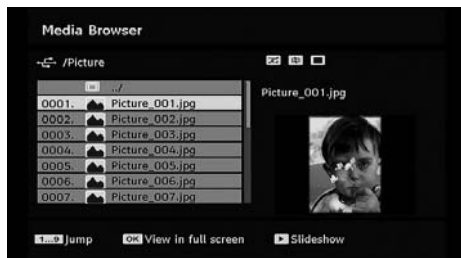 Media Browser
/Picture
../
Picture_001.jpg
0001. Picture_001.jpg
0002. Picture_002.jpg
0003. Picture_003.jpg
0004. Picture_004.jpg
0005. Picture_005.jpg
0006. Picture_006.jpg
0007. Picture_007.jpg
1...9 Jump OK View in full screen Slideshow